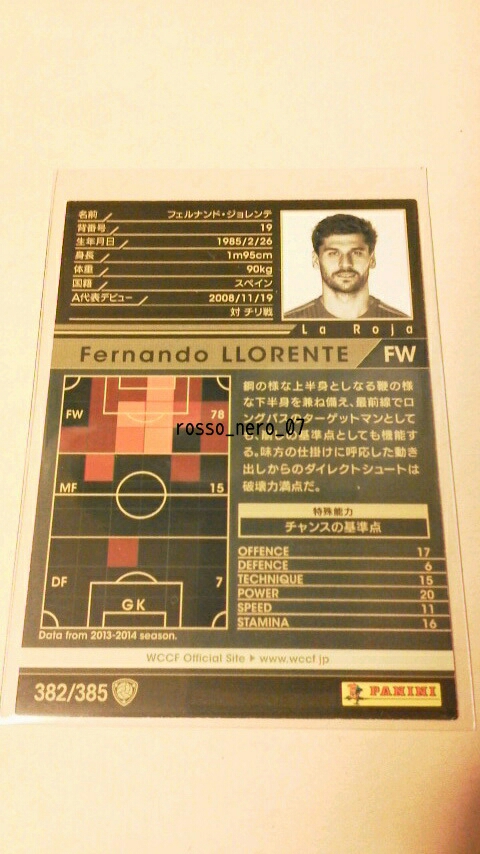 名前 フェルナンド・ジョレンテ
背番号 19
生年月日 1985/2/26
身長 1m95cm
体重 90kg
国籍 スペイン
A代表デビュー 2008/11/19
対 チリ戦
La Roja
Fernando LLORENTE FW
FW 78
MF 15
DF 7
GK
Data from 2013-2014 season.
鋼の様な上半身としなる鞭の様
な下半身を兼ね備え、最前線でロ
ングパスのターゲットマンとして
も、の基準点としても機能す
る。味方の仕掛けに呼応した動き
出しからのダイレクトシュートは
破壊力満点だ。
rosso_nero_07
特殊能力
チャンスの基準点
OFFENCE 17
DEFENCE 6
TECHNIQUE 15
POWER 20
SPEED 11
STAMINA 16
WCCF Official Site ▶ www.wccf.jp
382/385
PANINI